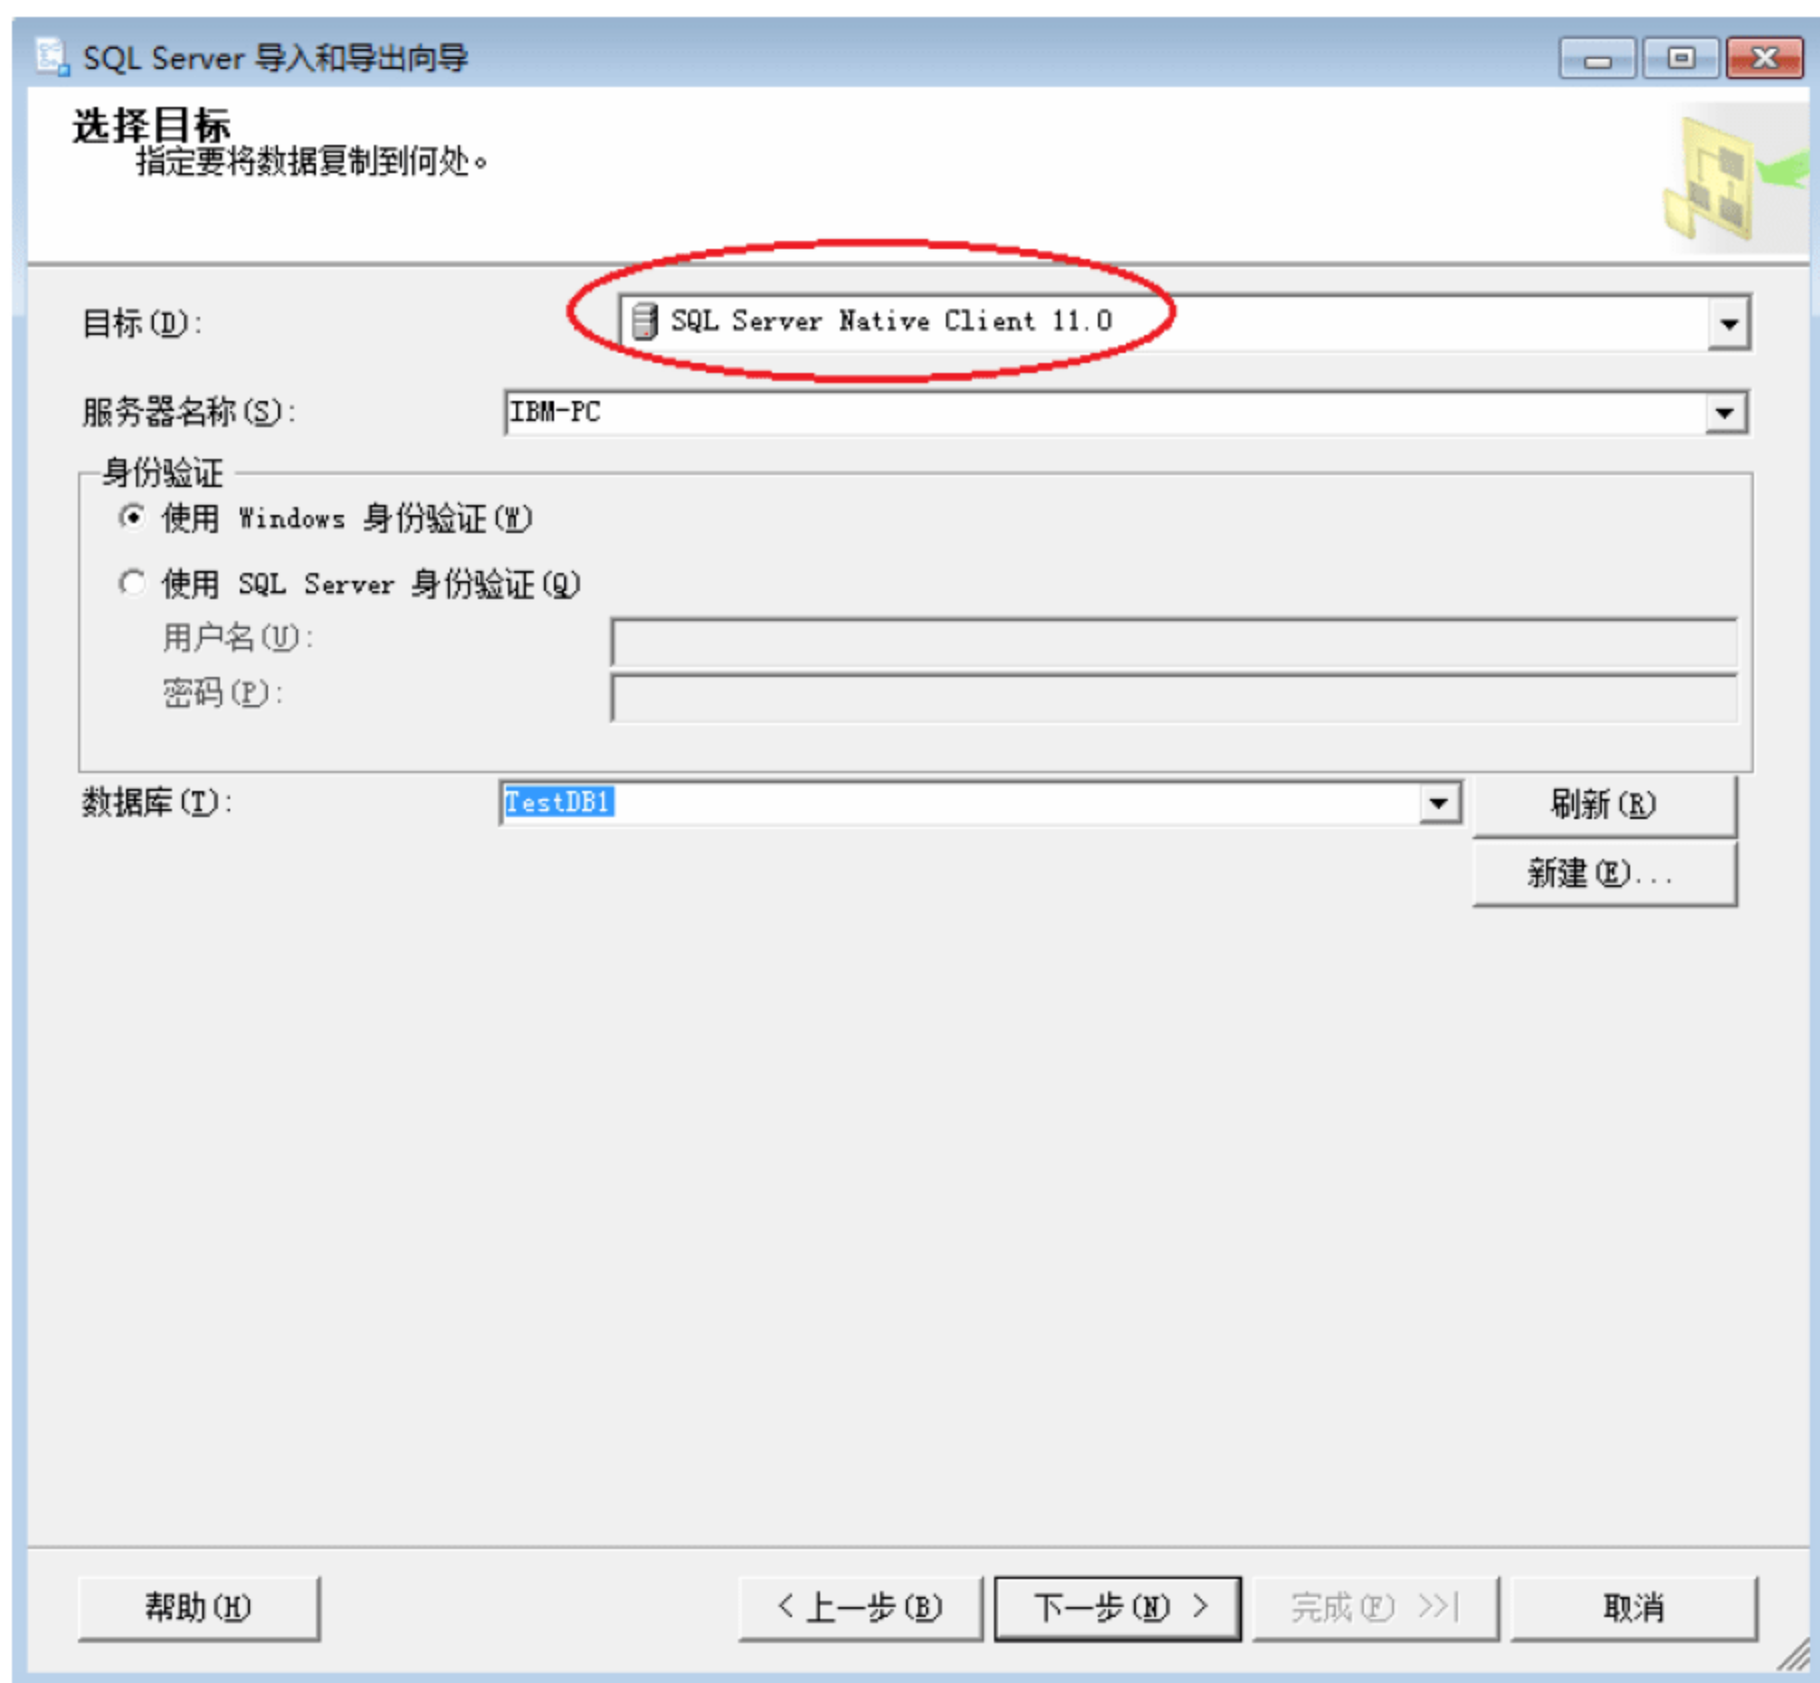 SQL Server 导入和导出向导
选择目标
指定要将数据复制到何处。
目标(D): SQL Server Native Client 11.0
服务器名称(S): IBM-PC
身份验证
使用 Windows 身份验证(W)
使用 SQL Server 身份验证(Q)
用户名(U):
密码(P):
数据库(T): TestDB1 刷新(R)
新建(E)...
帮助(H) < 上一步(B) 下一步(N) > 完成(F) >>| 取消